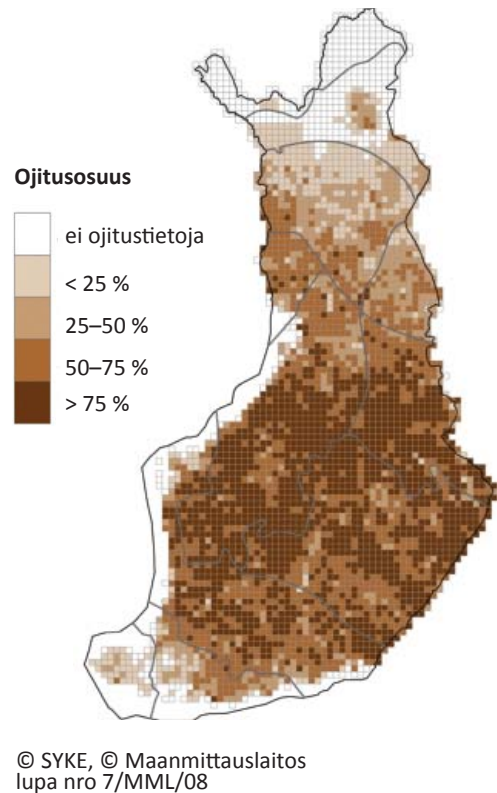 Ojitusosuus
ei ojitustietoja
< 25 %
25–50 %
50–75 %
> 75 %
© SYKE, © Maanmittauslaitos
lupa nro 7/MML/08